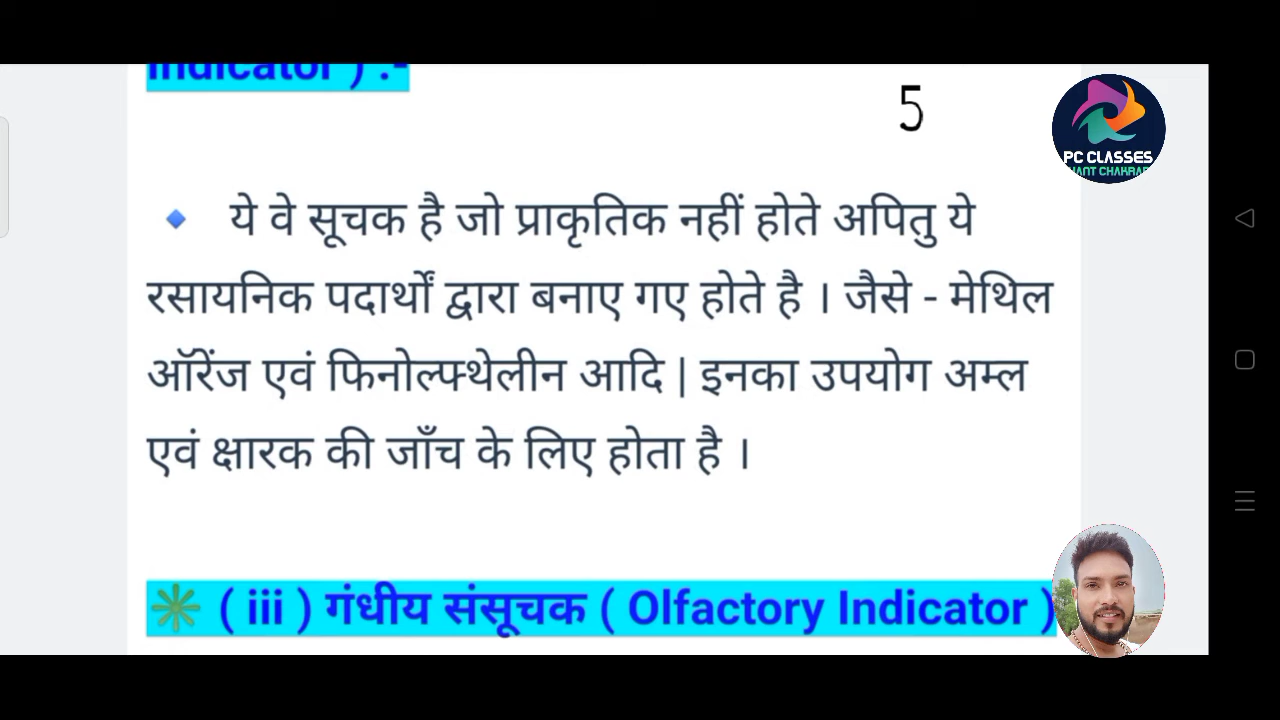 Indicator ) :-
5
PC CLASSES
ये वे सूचक है जो प्राकृतिक नहीं होते अपितु ये
रसायनिक पदार्थों द्वारा बनाए गए होते है । जैसे - मेथिल
ऑरेंज एवं फिनोल्फ्थेलीन आदि | इनका उपयोग अम्ल
एवं क्षारक की जाँच के लिए होता है ।
( iii ) गंधीय संसूचक ( Olfactory Indicator )